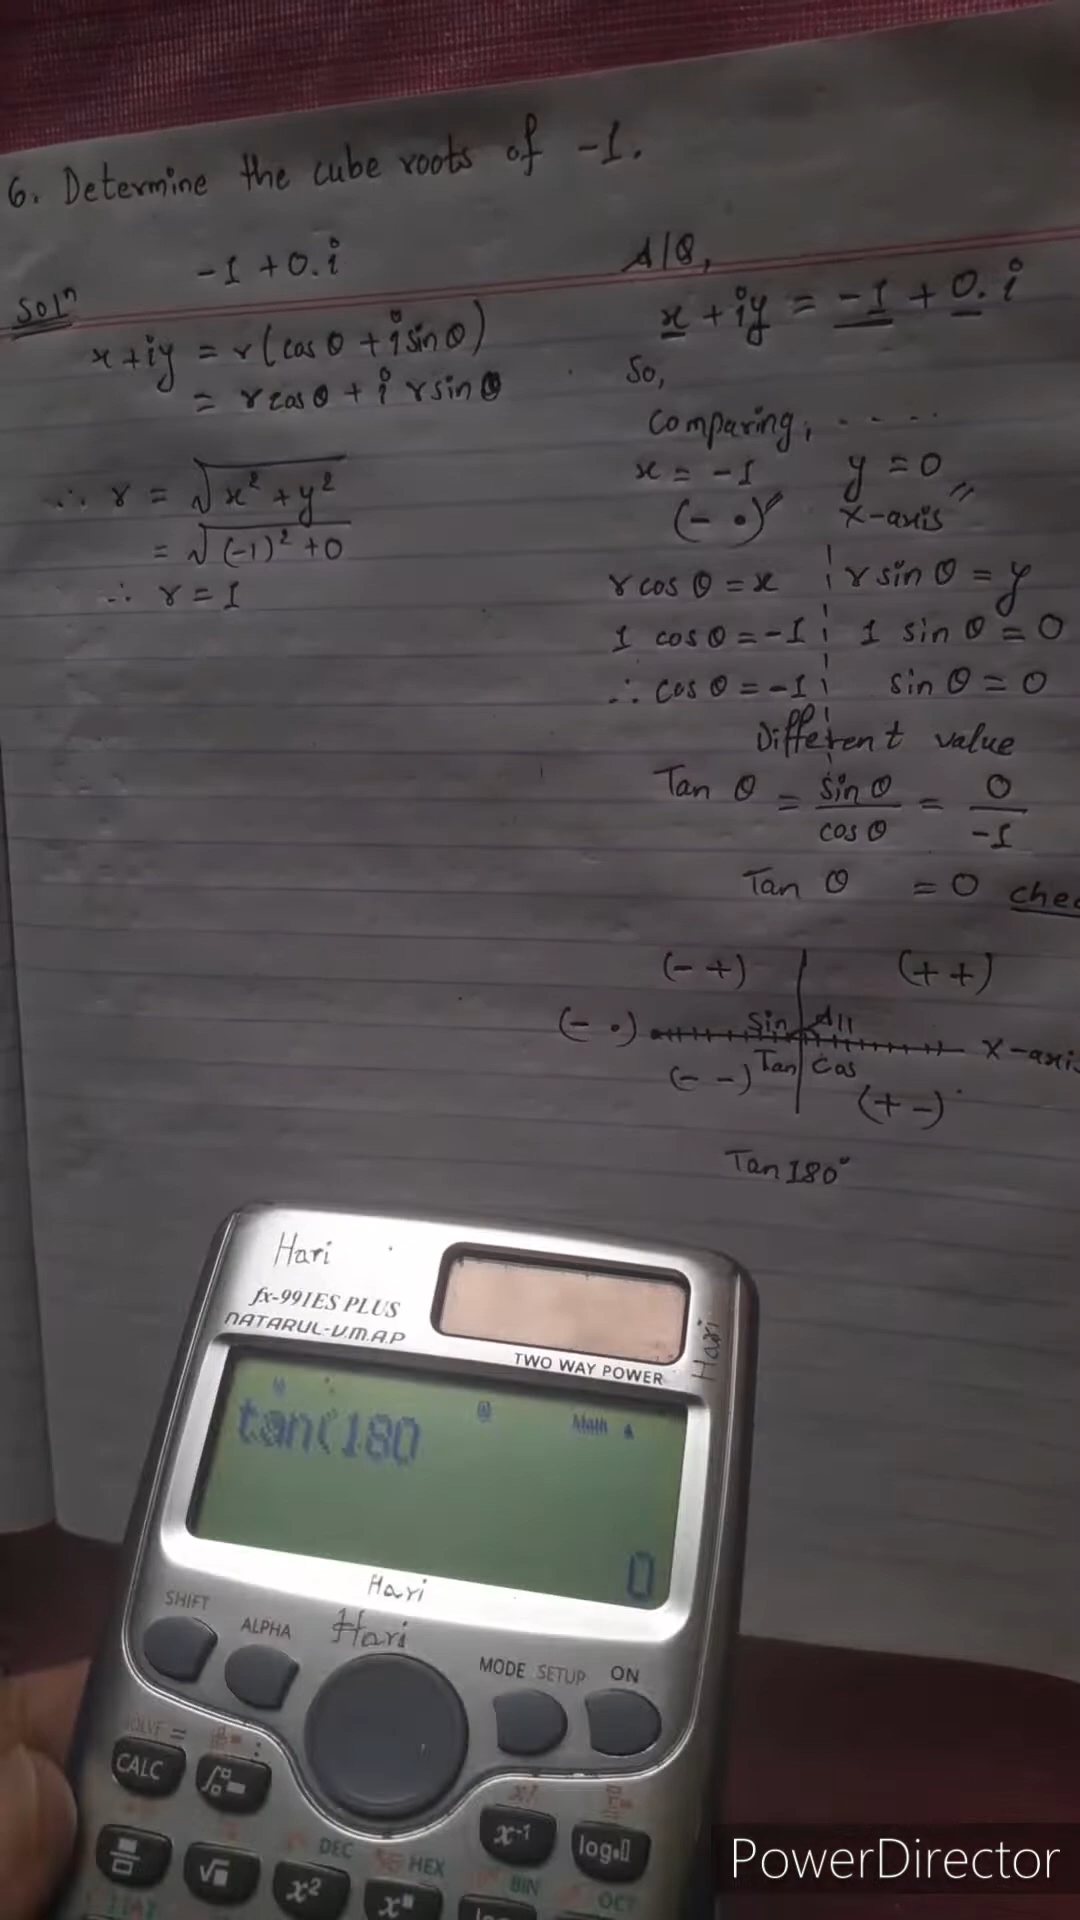 6. Determine the cube roots of -1.
Solⁿ
-1 + 0.i
x+iy = r(cos θ + i sin θ)
= r cos θ + i r sin θ
∴ r = √x² + y²
= √(-1)² + 0
∴ r = 1
A/Q,
x + iy = -1 + 0.i
So,
Comparing, .....
x = -1 y = 0
(- •) X-axis
r cos θ = x r sin θ = y
1 cos θ = -1 1 sin θ = 0
∴ cos θ = -1 sin θ = 0
Different value
Tan θ = sin θ / cos θ = 0 / -1
Tan θ = 0
(- +) (+ +)
(- •) Sin All X-axis
(- -) Tan Cos (+ -)
Tan 180°
Hari
fx-991ES PLUS
NATARUL-V.M.A.P
TWO WAY POWER
Hari
tan(180
D Math ▲
0
Hari
Hari
SHIFT ALPHA MODE SETUP ON
SOLVE =
CALC
x! x⁻¹
log
DEC HEX BIN OCT
√ x²
PowerDirector